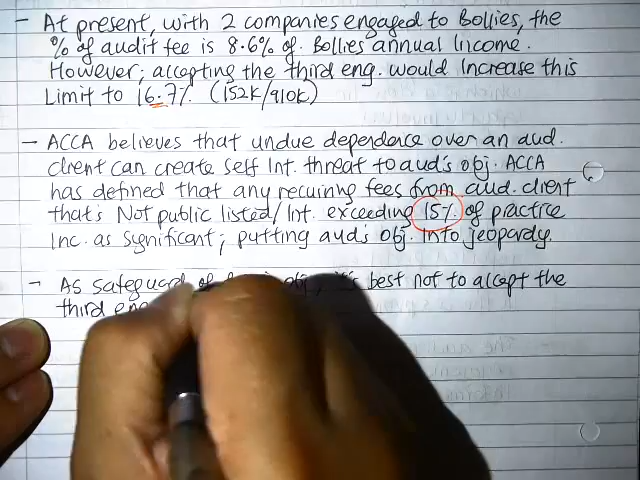 - At present, with 2 companies engaged to Bollies, the
% of audit fee is 8.6% of Bollies annual Income.
However, accepting the third eng. would increase this
Limit to 16.7% (152K/910K)
- ACCA believes that undue dependence over an aud.
client can create self Int. threat to aud's obj. ACCA
has defined that any recuiring fees from aud. client
that's Not public listed/Int. exceeding 15% of practice
Inc. as significant, putting aud's obj. into jeopardy.
- As safeguard of obj, it's best not to accept the
third